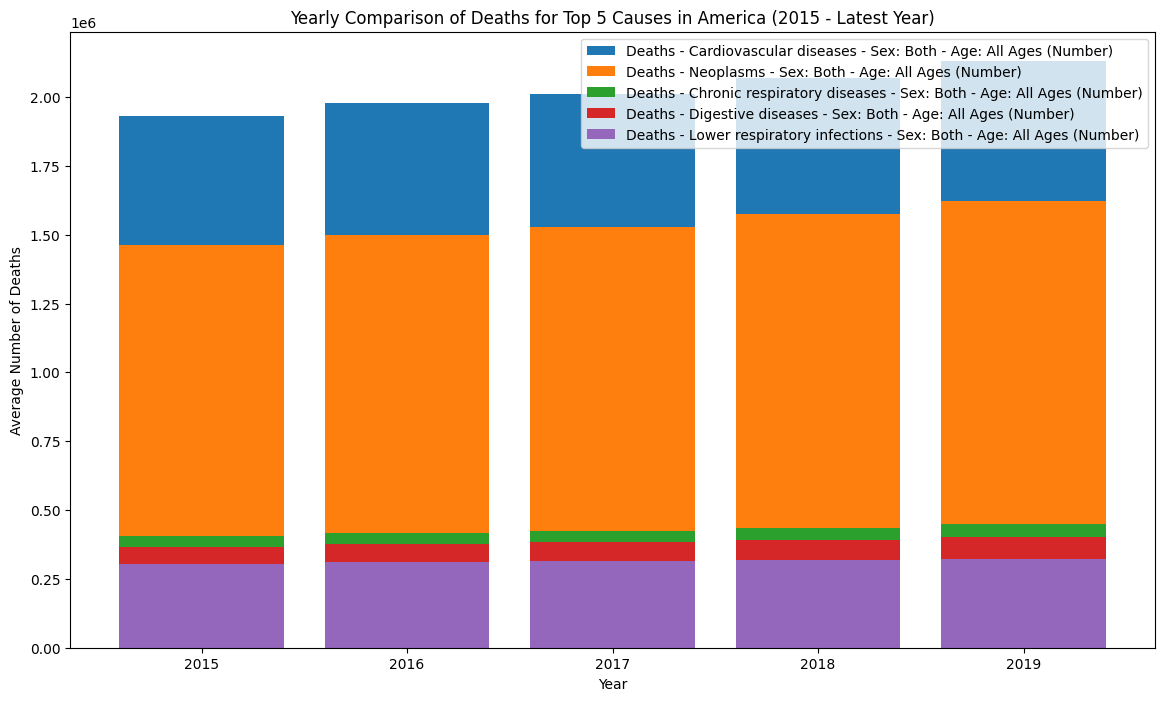 Yearly Comparison of Deaths for Top 5 Causes in America (2015 - Latest Year)
1e6
Deaths - Cardiovascular diseases - Sex: Both - Age: All Ages (Number)
Deaths - Neoplasms - Sex: Both - Age: All Ages (Number)
Deaths - Chronic respiratory diseases - Sex: Both - Age: All Ages (Number)
Deaths - Digestive diseases - Sex: Both - Age: All Ages (Number)
Deaths - Lower respiratory infections - Sex: Both - Age: All Ages (Number)
Average Number of Deaths
2.00
1.75
1.50
1.25
1.00
0.75
0.50
0.25
0.00
2015 2016 2017 2018 2019
Year